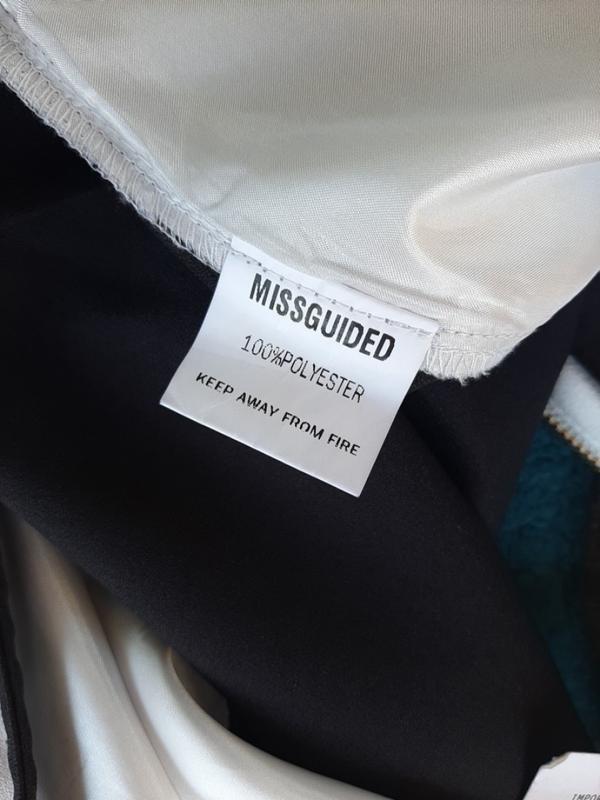 MISSGUIDED
100%POLYESTER
KEEP AWAY FROM FIRE